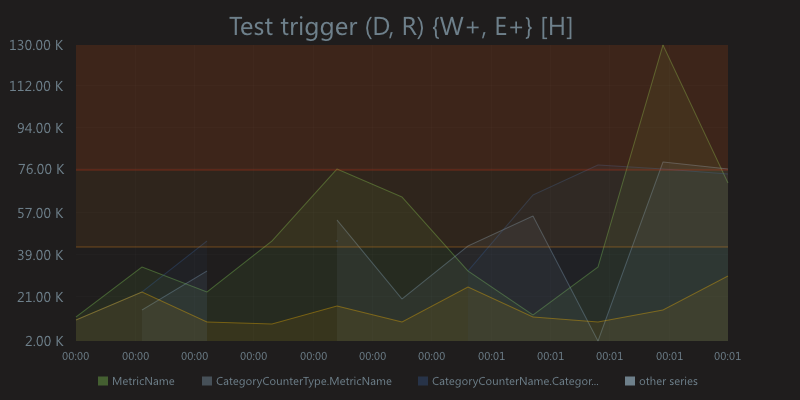 Test trigger (D, R) {W+, E+} [H]
130.00 K
112.00 K
94.00 K
76.00 K
57.00 K
39.00 K
21.00 K
2.00 K
00:00 00:00 00:00 00:00 00:00 00:00 00:00 00:01 00:01 00:01 00:01 00:01
MetricName CategoryCounterType.MetricName CategoryCounterName.Categor... other series